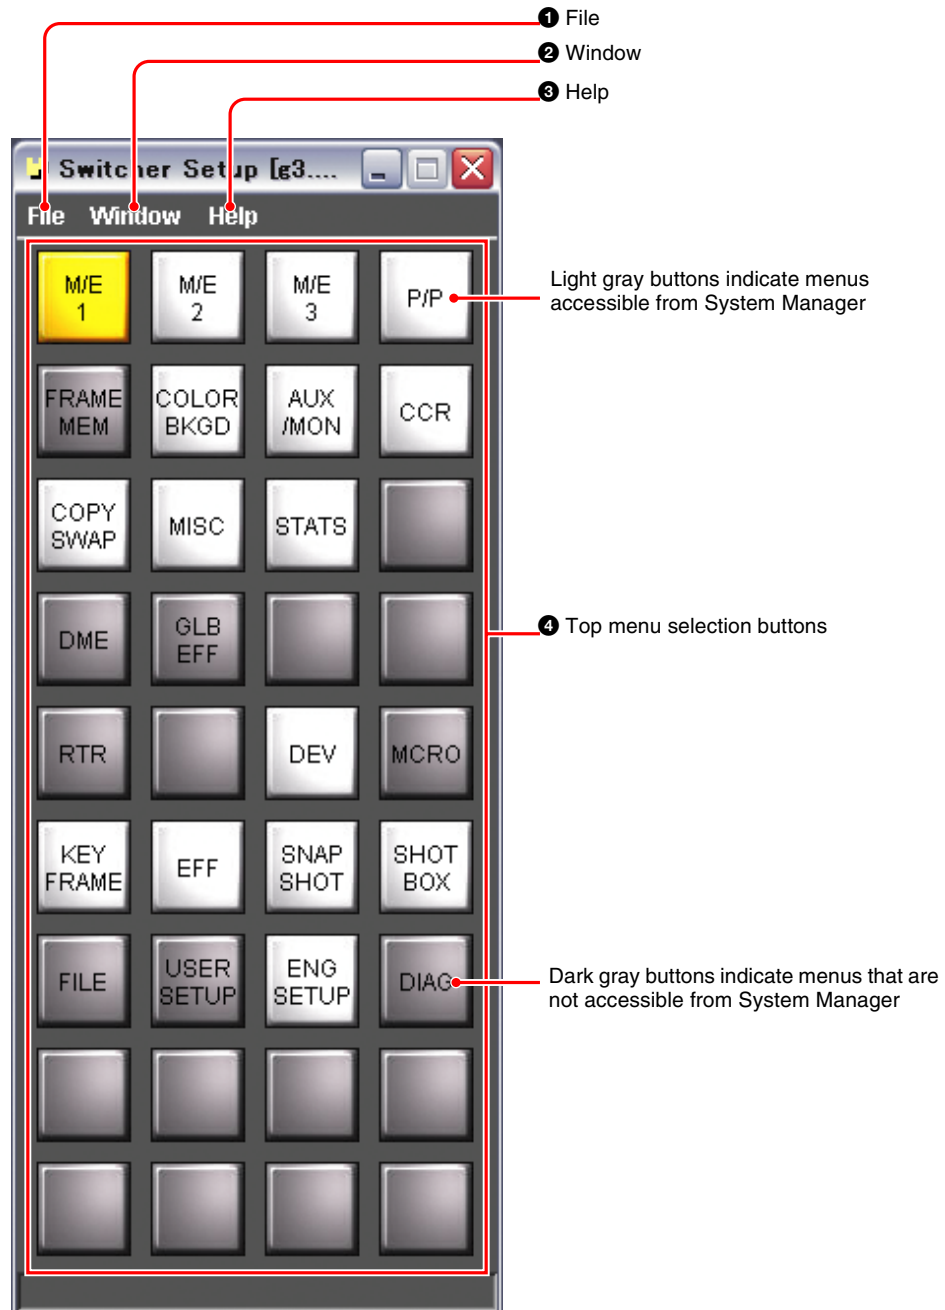 ❶ File
❷ Window
❸ Help
Switcher Setup [g3....
File Window Help
M/E
1
M/E
2
M/E
3
P/P
Light gray buttons indicate menus
accessible from System Manager
FRAME
MEM
COLOR
BKGD
AUX
/MON
CCR
COPY
SWAP
MISC
STATS
DME
GLB
EFF
❹ Top menu selection buttons
RTR
DEV
MCRO
KEY
FRAME
EFF
SNAP
SHOT
SHOT
BOX
FILE
USER
SETUP
ENG
SETUP
DIAG
Dark gray buttons indicate menus that are
not accessible from System Manager